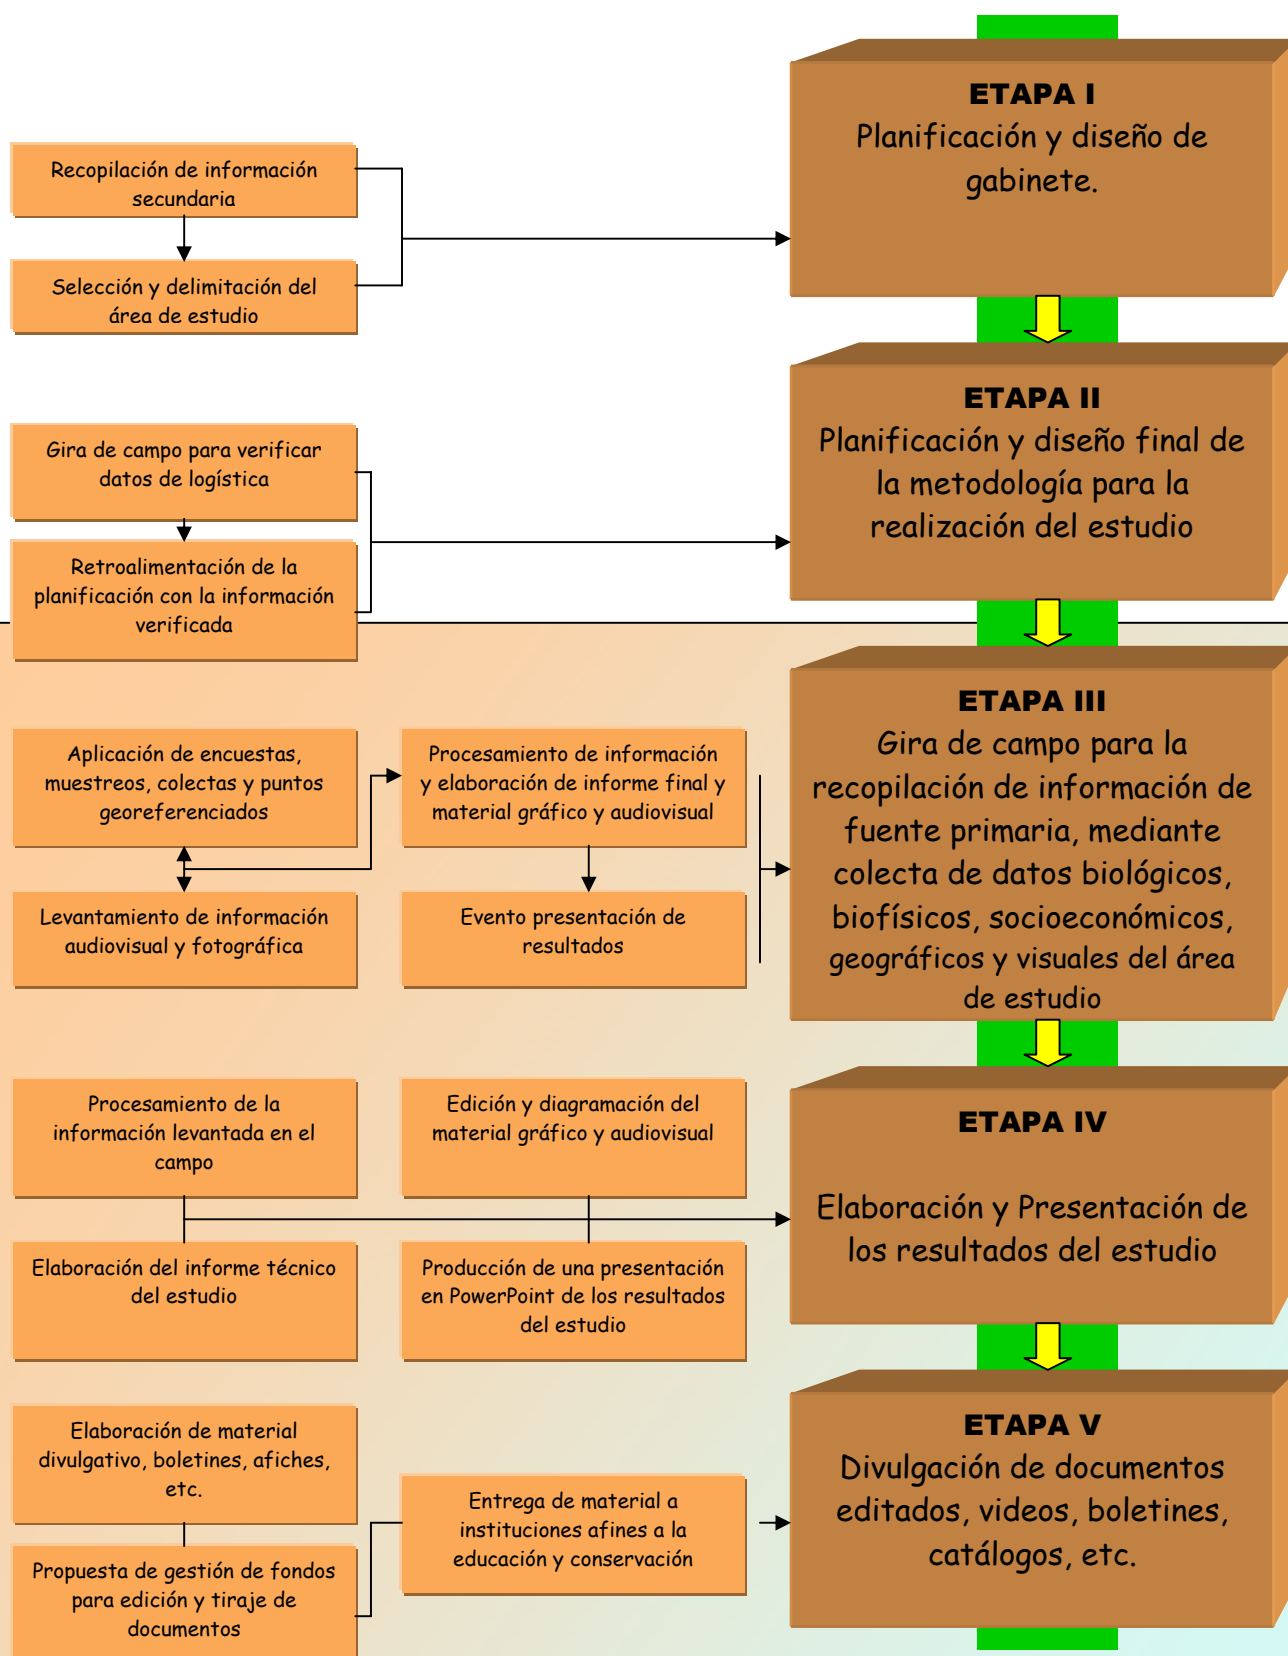 ETAPA I
Planificación y diseño de
gabinete.
Recopilación de información
secundaria
Selección y delimitación del
área de estudio
ETAPA II
Planificación y diseño final de
la metodología para la
realización del estudio
Gira de campo para verificar
datos de logística
Retroalimentación de la
planificación con la información
verificada
ETAPA III
Gira de campo para la
recopilación de información de
fuente primaria, mediante
colecta de datos biológicos,
biofísicos, socioeconómicos,
geográficos y visuales del área
de estudio
Aplicación de encuestas,
muestreos, colectas y puntos
georeferenciados
Procesamiento de información
y elaboración de informe final y
material gráfico y audiovisual
Levantamiento de información
audiovisual y fotográfica
Evento presentación de
resultados
ETAPA IV
Elaboración y Presentación de
los resultados del estudio
Procesamiento de la
información levantada en el
campo
Edición y diagramación del
material gráfico y audiovisual
Elaboración del informe técnico
del estudio
Producción de una presentación
en PowerPoint de los resultados
del estudio
ETAPA V
Divulgación de documentos
editados, videos, boletines,
catálogos, etc.
Elaboración de material
divulgativo, boletines, afiches,
etc.
Entrega de material a
instituciones afines a la
educación y conservación
Propuesta de gestión de fondos
para edición y tiraje de
documentos